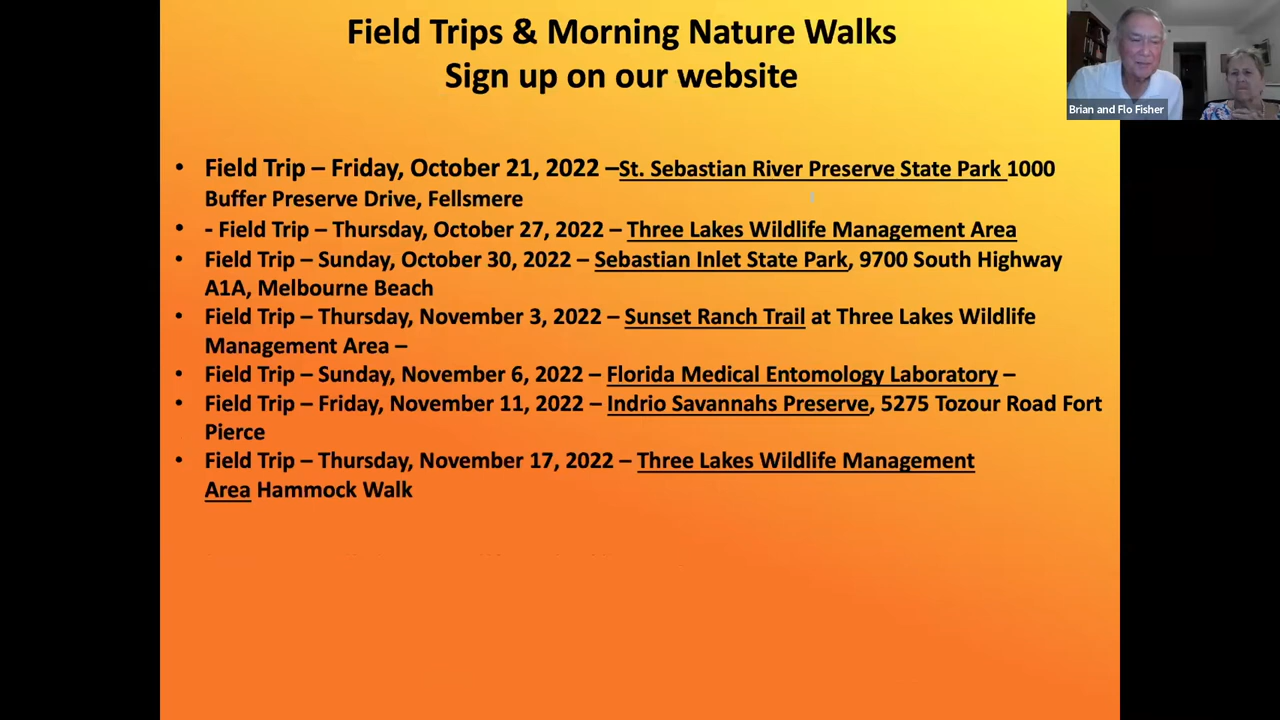 Field Trips & Morning Nature Walks
Sign up on our website
Brian and Flo Fisher
• Field Trip – Friday, October 21, 2022 –St. Sebastian River Preserve State Park 1000
Buffer Preserve Drive, Fellsmere
• - Field Trip – Thursday, October 27, 2022 – Three Lakes Wildlife Management Area
• Field Trip – Sunday, October 30, 2022 – Sebastian Inlet State Park, 9700 South Highway
A1A, Melbourne Beach
• Field Trip – Thursday, November 3, 2022 – Sunset Ranch Trail at Three Lakes Wildlife
Management Area –
• Field Trip – Sunday, November 6, 2022 – Florida Medical Entomology Laboratory –
• Field Trip – Friday, November 11, 2022 – Indrio Savannahs Preserve, 5275 Tozour Road Fort
Pierce
• Field Trip – Thursday, November 17, 2022 – Three Lakes Wildlife Management
Area Hammock Walk